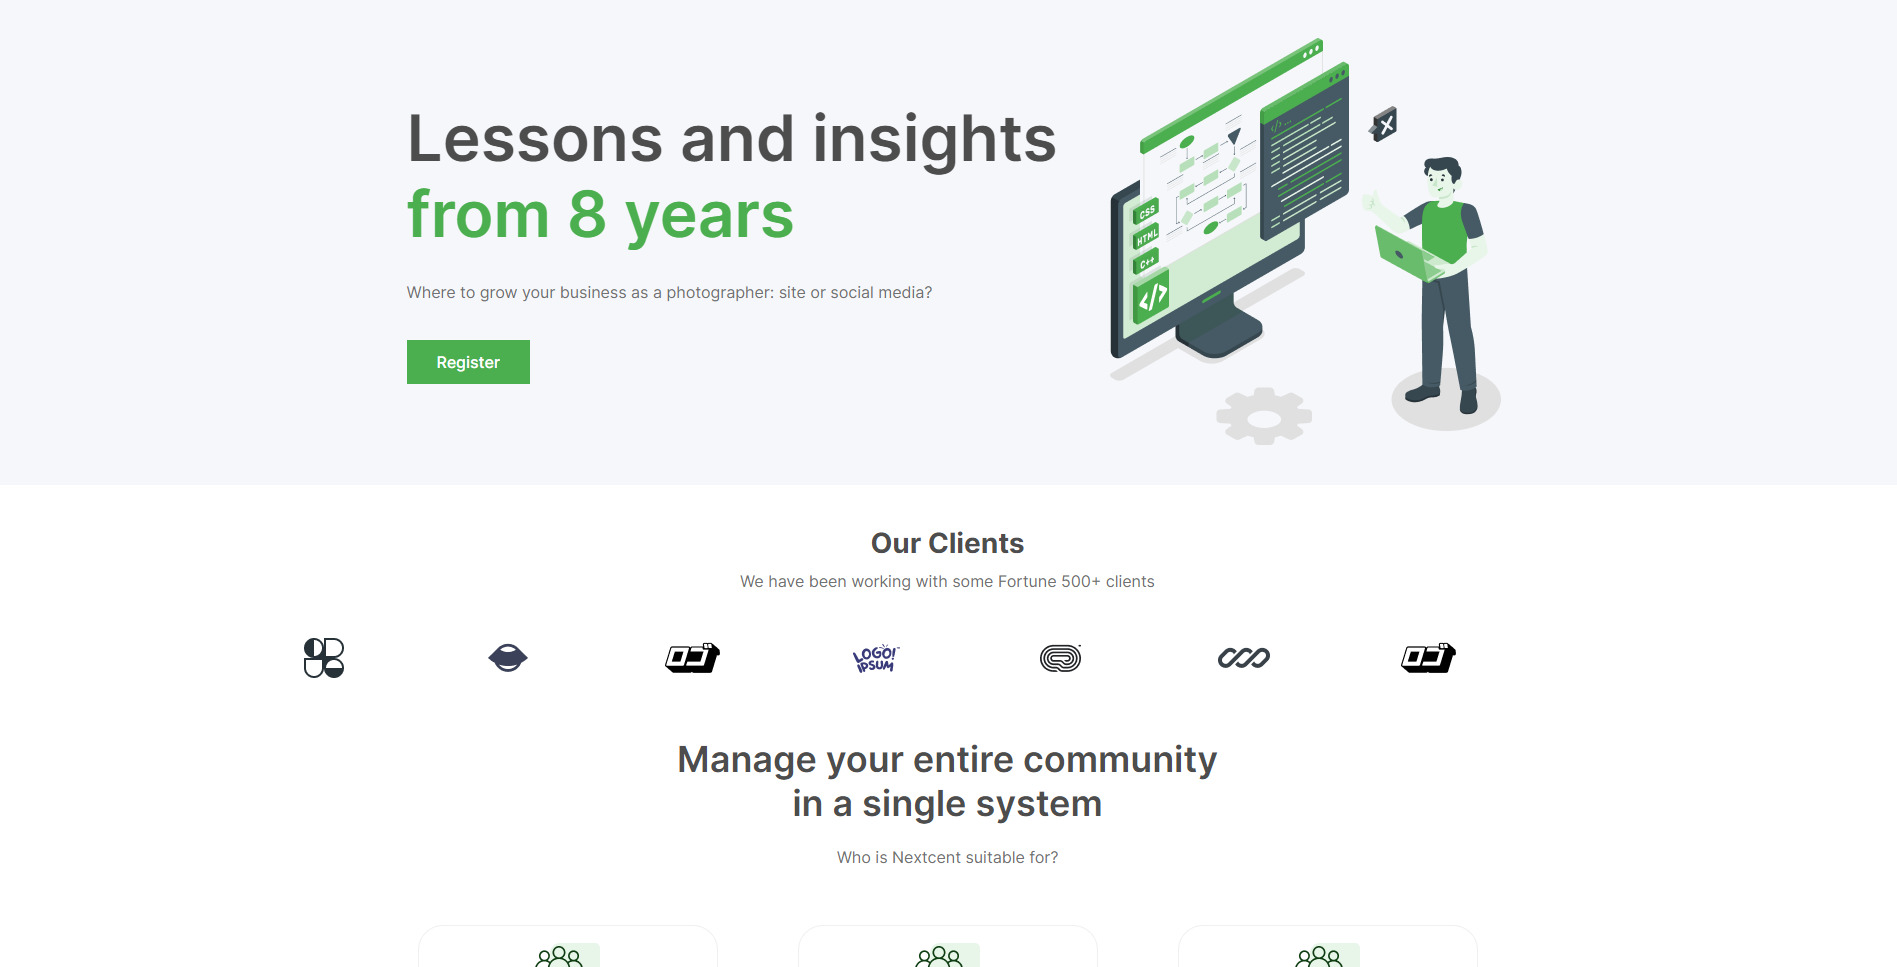 Lessons and insights
from 8 years
Where to grow your business as a photographer: site or social media?
Register
CSS
HTML
C++
</>
</> ...
X
Our Clients
We have been working with some Fortune 500+ clients
LOGO!
IPSUM
Manage your entire community
in a single system
Who is Nextcent suitable for?